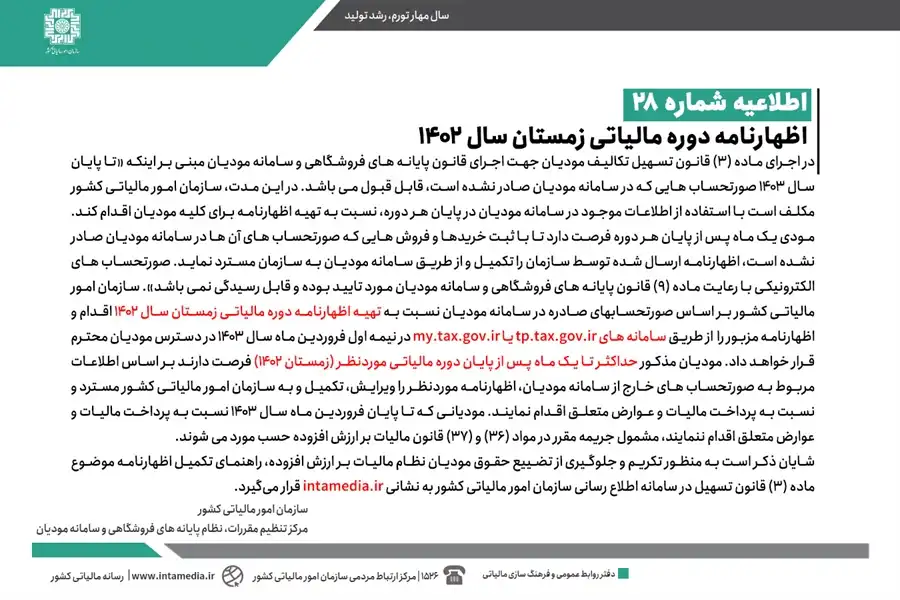 سال مهار تورم، رشد تولید
سازمان امور مالیاتی کشور
اطلاعیه شماره ۲۸
اظهارنامه دوره مالیاتی زمستان سال ۱۴۰۲
در اجرای ماده (۳) قانون تسهیل تکالیف مودیان جهت اجرای قانون پایانه های فروشگاهی و سامانه مودیان مبنی بر اینکه «تا پایان
سال ۱۴۰۳ صورتحساب هایی که در سامانه مودیان صادر نشده است، قابل قبول می باشد. در این مدت، سازمان امور مالیاتی کشور
مکلف است با استفاده از اطلاعات موجود در سامانه مودیان در پایان هر دوره، نسبت به تهیه اظهارنامه برای کلیه مودیان اقدام کند.
مودی یک ماه پس از پایان هر دوره فرصت دارد تا با ثبت خریدها و فروش هایی که صورتحساب های آن ها در سامانه مودیان صادر
نشده است، اظهارنامه ارسال شده توسط سازمان را تکمیل و از طریق سامانه مودیان به سازمان مسترد نماید. صورتحساب های
الکترونیکی با رعایت ماده (۹) قانون پایانه های فروشگاهی و سامانه مودیان مورد تایید بوده و قابل رسیدگی نمی باشد». سازمان امور
مالیاتی کشور بر اساس صورتحسابهای صادره در سامانه مودیان نسبت به تهیه اظهارنامه دوره مالیاتی زمستان سال ۱۴۰۲ اقدام و
اظهارنامه مزبور را از طریق سامانه های tp.tax.gov.ir یا my.tax.gov.ir در نیمه اول فروردین ماه سال ۱۴۰۳ در دسترس مودیان محترم
قرار خواهد داد. مودیان مذکور حداکثر تا یک ماه پس از پایان دوره مالیاتی موردنظر (زمستان ۱۴۰۲) فرصت دارند بر اساس اطلاعات
مربوط به صورتحساب های خارج از سامانه مودیان، اظهارنامه موردنظر را ویرایش، تکمیل و به سازمان امور مالیاتی کشور مسترد و
نسبت به پرداخت مالیات و عوارض متعلق اقدام نمایند. مودیانی که تا پایان فروردین ماه سال ۱۴۰۳ نسبت به پرداخت مالیات و
عوارض متعلق اقدام ننمایند، مشمول جریمه مقرر در مواد (۳۶) و (۳۷) قانون مالیات بر ارزش افزوده حسب مورد می شوند.
شایان ذکر است به منظور تکریم و جلوگیری از تضییع حقوق مودیان نظام مالیات بر ارزش افزوده، راهنمای تکمیل اظهارنامه موضوع
ماده (۳) قانون تسهیل در سامانه اطلاع رسانی سازمان امور مالیاتی کشور به نشانی intamedia.ir قرار می‌گیرد.
سازمان امور مالیاتی کشور
مرکز تنظیم مقررات، نظام پایانه های فروشگاهی و سامانه مودیان
دفتر روابط عمومی و فرهنگ سازی مالیاتی
۱۵۲۶ | مرکز ارتباط مردمی سازمان امور مالیاتی کشور
www.intamedia.ir | رسانه مالیاتی کشور